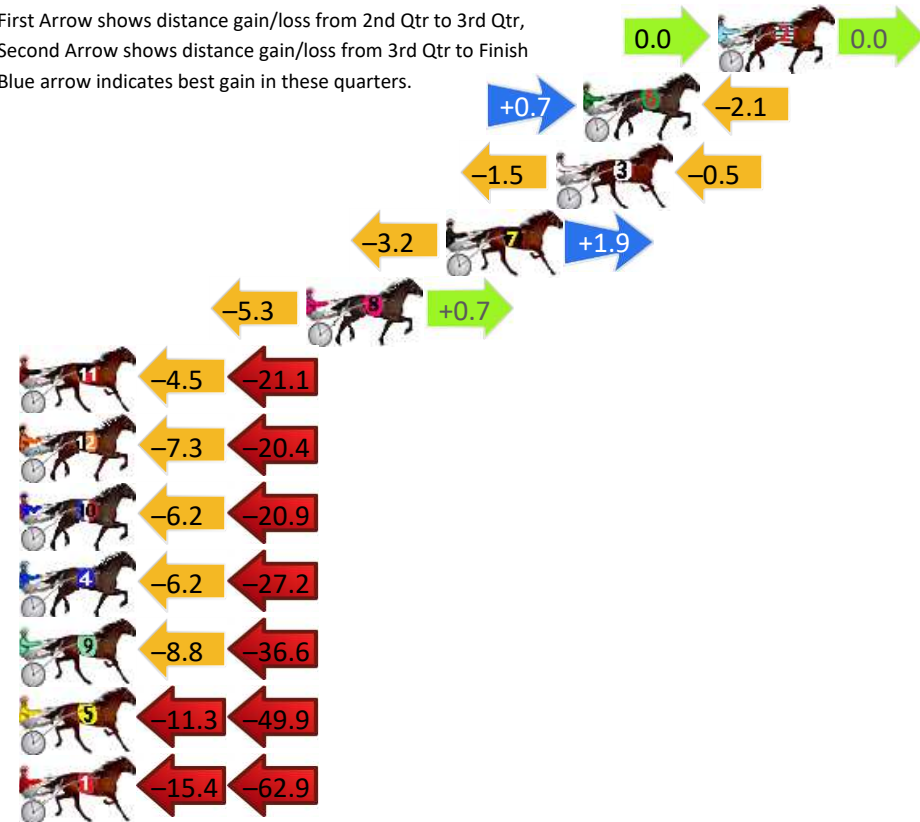 First Arrow shows distance gain/loss from 2nd Qtr to 3rd Qtr,
Second Arrow shows distance gain/loss from 3rd Qtr to Finish
Blue arrow indicates best gain in these quarters.
0.0 2 0.0
+0.7 6 –2.1
–1.5 3 –0.5
–3.2 7 +1.9
–5.3 8 +0.7
11 –4.5 –21.1
12 –7.3 –20.4
10 –6.2 –20.9
4 –6.2 –27.2
9 –8.8 –36.6
5 –11.3 –49.9
1 –15.4 –62.9